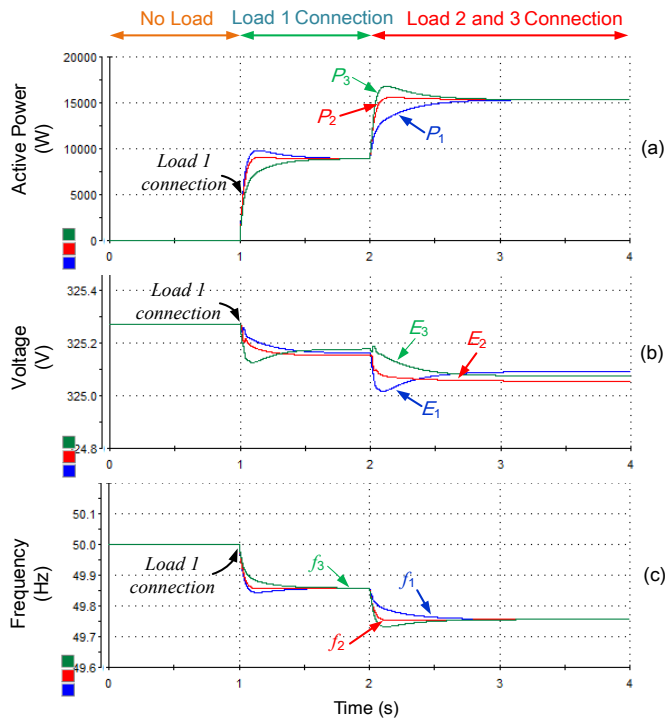 No Load Load 1 Connection Load 2 and 3 Connection
Active Power
(W)
20000
15000
10000
5000
0
P3
P2
P1
Load 1
connection
0 1 2 3 4
(a)
Voltage
(V)
325.4
325.2
325.0
24.8
Load 1
connection
E3
E2
E1
0 1 2 3 4
(b)
Frequency
(Hz)
50.1
50.0
49.9
49.8
49.7
49.6
Load 1
connection
f3
f1
f2
0 1 2 3 4
(c)
Time (s)